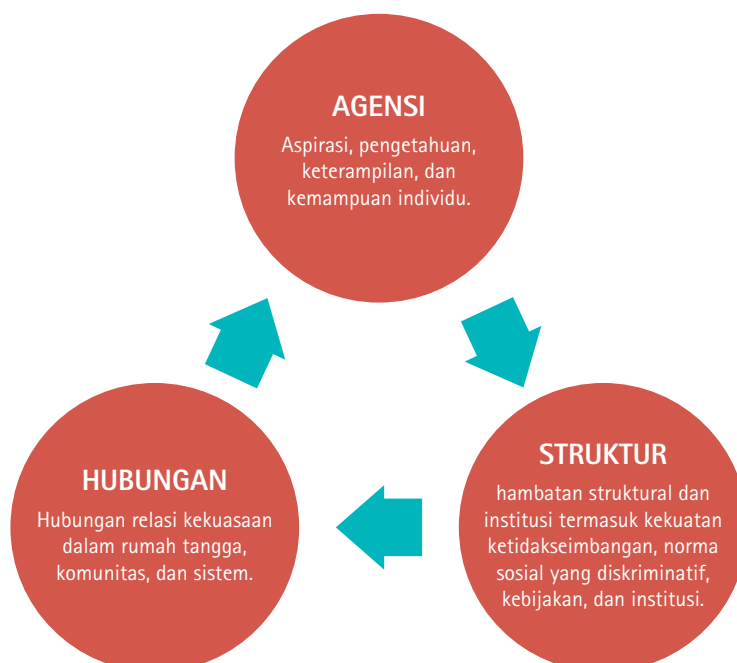 AGENSI
Aspirasi, pengetahuan,
keterampilan, dan
kemampuan individu.
HUBUNGAN
Hubungan relasi kekuasaan
dalam rumah tangga,
komunitas, dan sistem.
STRUKTUR
hambatan struktural dan
institusi termasuk kekuatan
ketidakseimbangan, norma
sosial yang diskriminatif,
kebijakan, dan institusi.